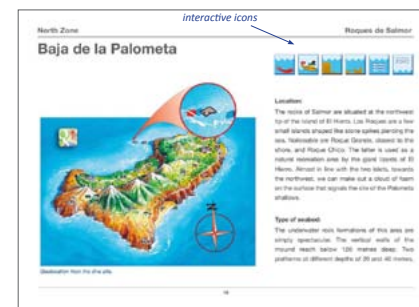 interactive icons
North Zone
Roques de Salmor
Baja de la Palometa
Location:
The rocks of Salmor are situated at the northwest
tip of the island of El Hierro. Los Roques are a few
small islands shaped like stone spikes piercing the
sea. Noticeable are Roque Grande, closest to the
shore, and Roque Chico. The latter is used as a
natural recreation area by the giant lizards of El
Hierro. Almost in line with the two islets, towards
the northwest, we can make out a cloud of foam
on the surface that signals the site of the Palometa
shallows.
Type of seabed:
The underwater rock formations of this area are
simply spectacular. The vertical walls of the
mound reach below 120 metres deep. Two
platforms at different depths of 25 and 40 metres,
Geolocation from the dive site.